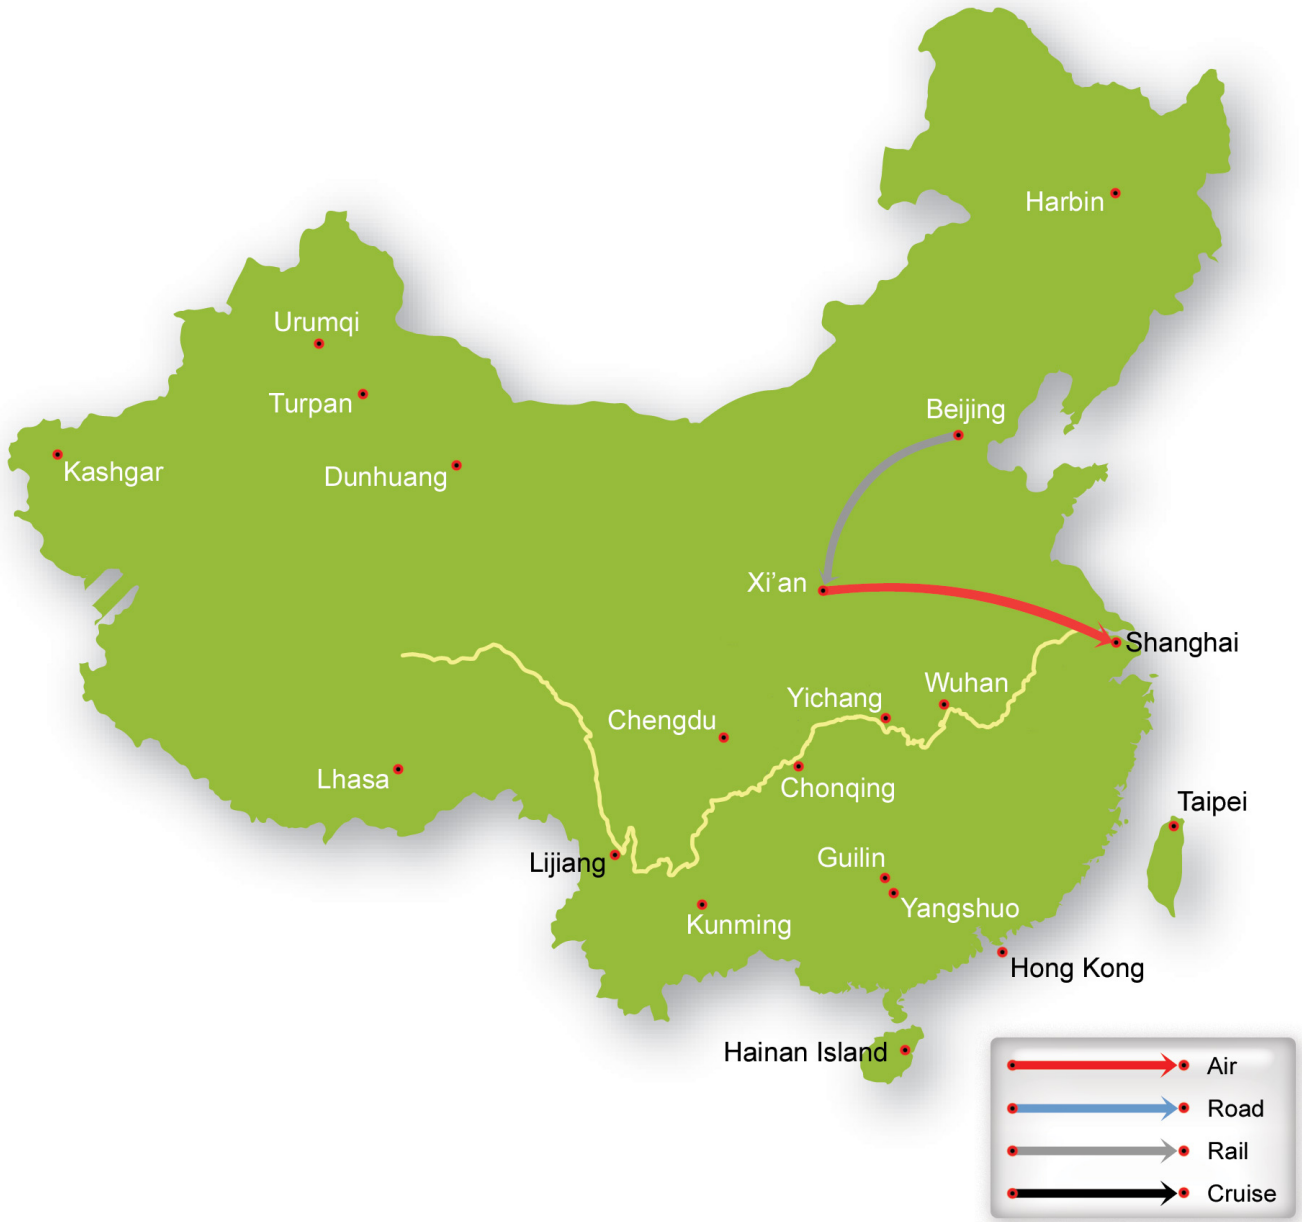 Harbin
Urumqi
Turpan
Beijing
Kashgar
Dunhuang
Xi’an
Shanghai
Wuhan
Yichang
Chengdu
Lhasa
Chonqing
Taipei
Lijiang
Guilin
Yangshuo
Kunming
Hong Kong
Hainan Island
Air
Road
Rail
Cruise